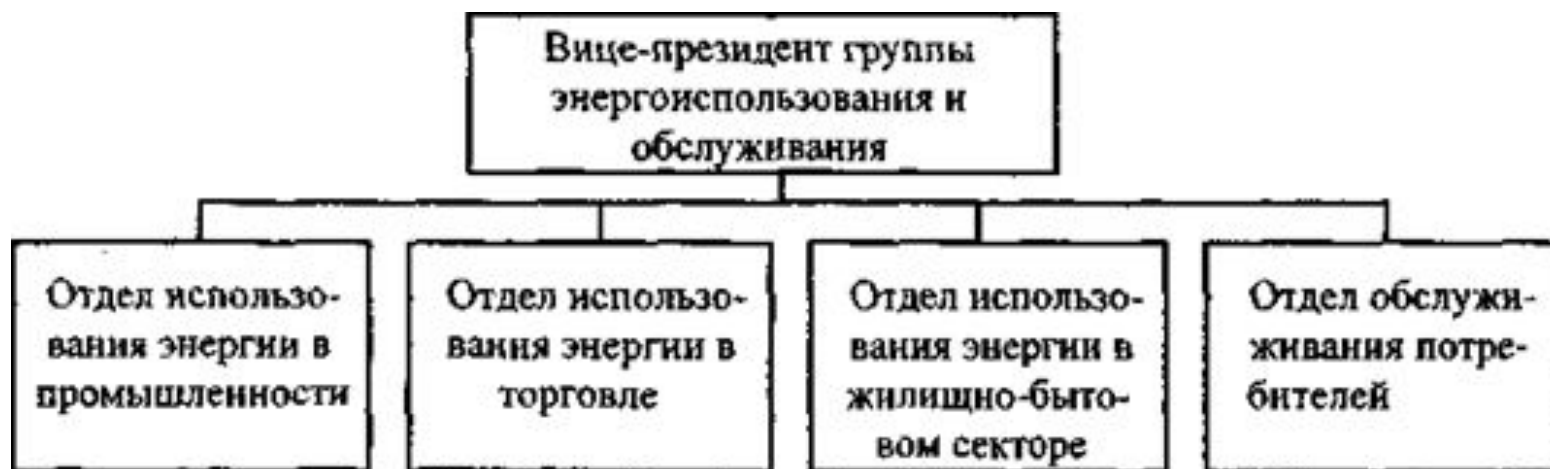 Вице-президент группы
энергоиспользования и
обслуживания
Отдел использо-
вания энергии в
промышленности
Отдел использо-
вания энергии в
торговле
Отдел использо-
вания энергии в
жилищно-быто-
вом секторе
Отдел обслужи-
живания потре-
бителей